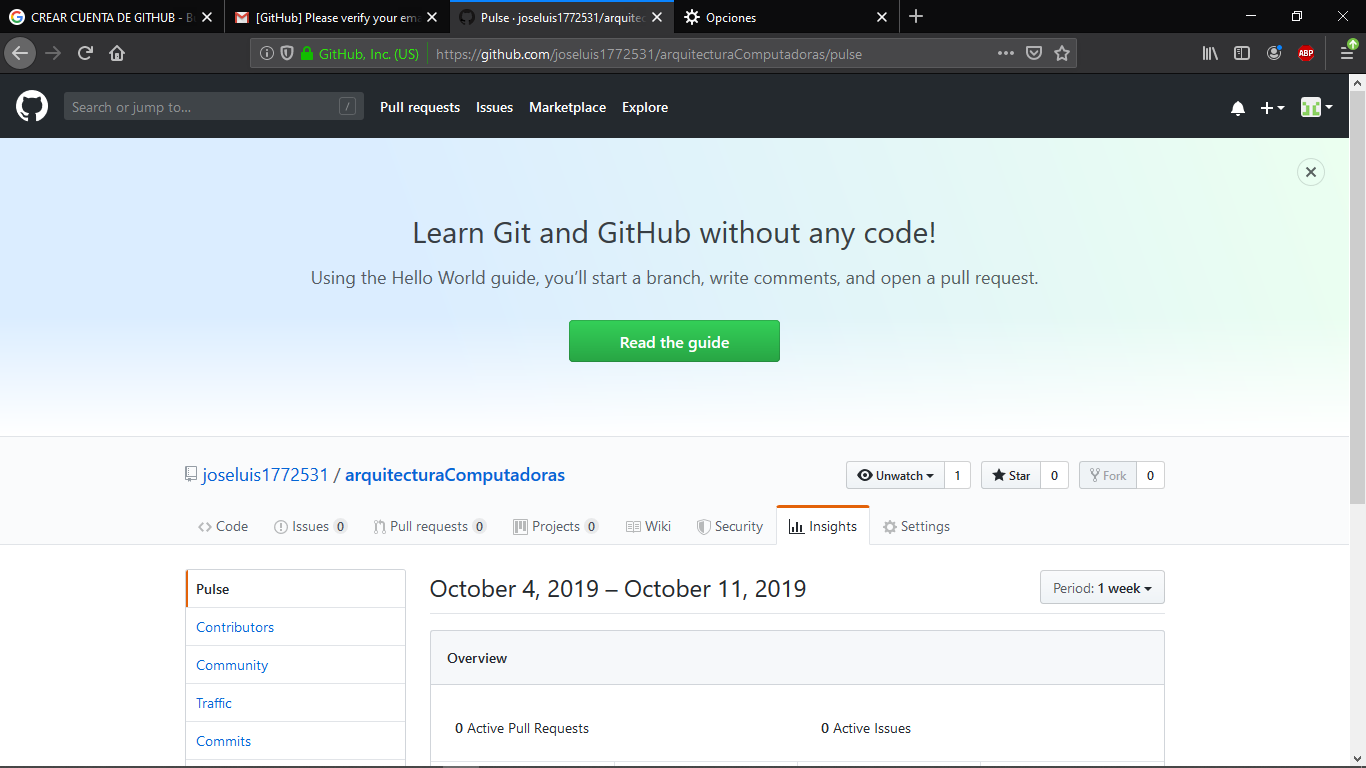 CREAR CUENTA DE GITHUB - B
[GitHub] Please verify your ema
Pulse · joseluis1772531/arquitec
Opciones
GitHub, Inc. (US)
https://github.com/joseluis1772531/arquitecturaComputadoras/pulse
ABP
Search or jump to...
/
Pull requests
Issues
Marketplace
Explore
Learn Git and GitHub without any code!
Using the Hello World guide, you’ll start a branch, write comments, and open a pull request.
Read the guide
joseluis1772531 / arquitecturaComputadoras
Unwatch 1
Star 0
Fork 0
Code
Issues 0
Pull requests 0
Projects 0
Wiki
Security
Insights
Settings
Pulse
Contributors
Community
Traffic
Commits
October 4, 2019 – October 11, 2019
Period: 1 week
Overview
0 Active Pull Requests
0 Active Issues